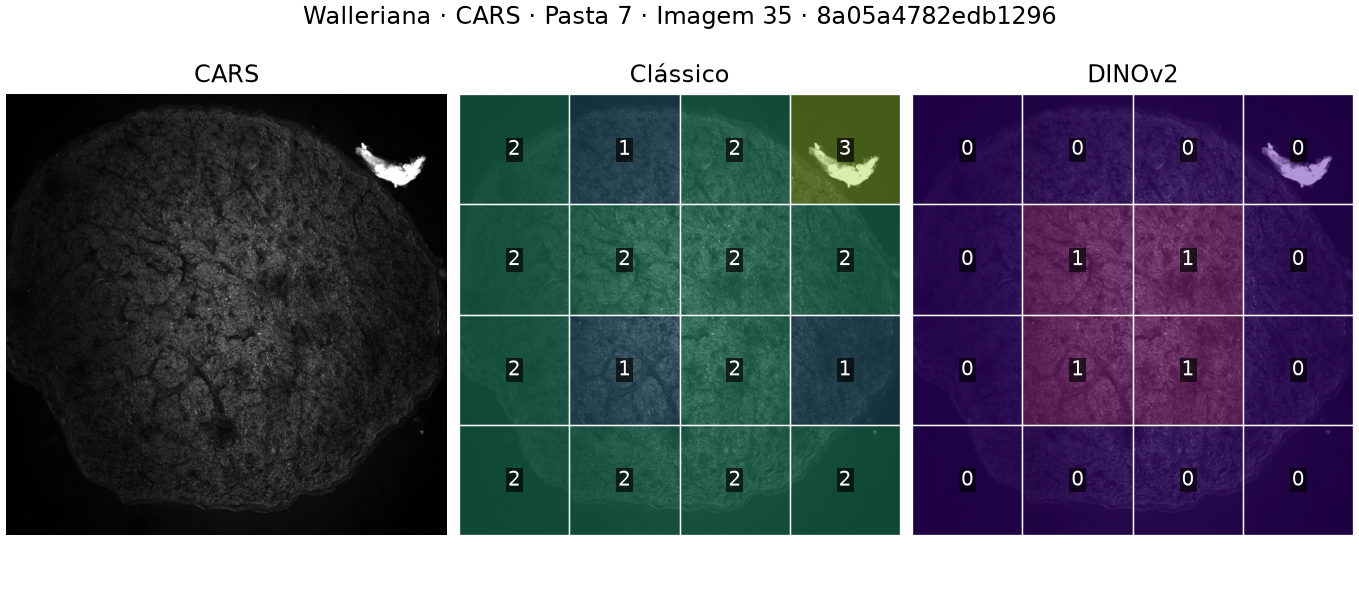 Walleriana · CARS · Pasta 7 · Imagem 35 · 8a05a4782edb1296
CARS
Clássico
DINOv2
2 1 2 3
2 2 2 2
2 1 2 1
2 2 2 2
0 0 0 0
0 1 1 0
0 1 1 0
0 0 0 0